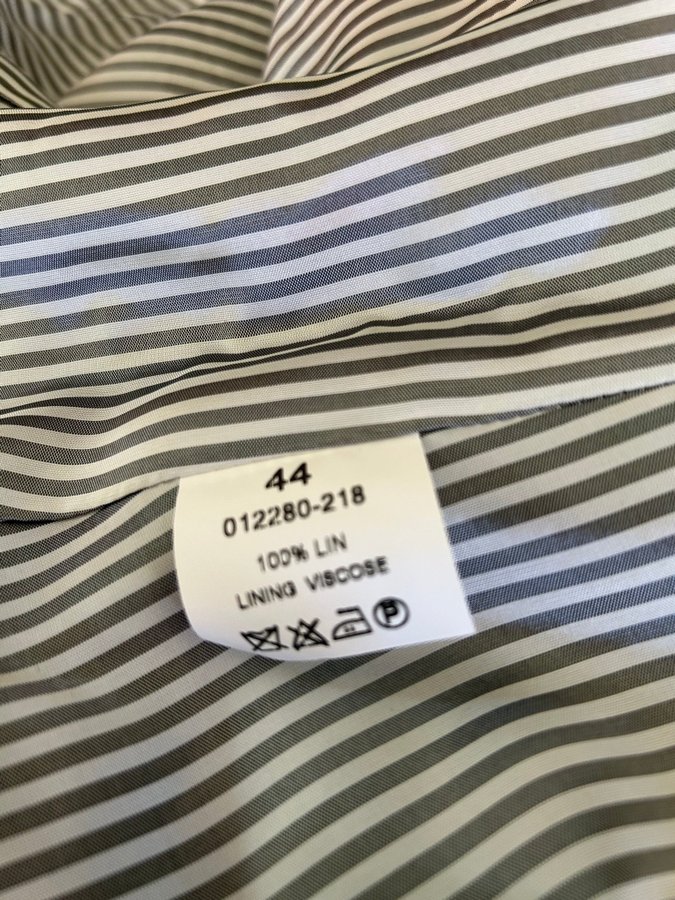 44
012280-218
100% LIN
LINING VISCOSE
P